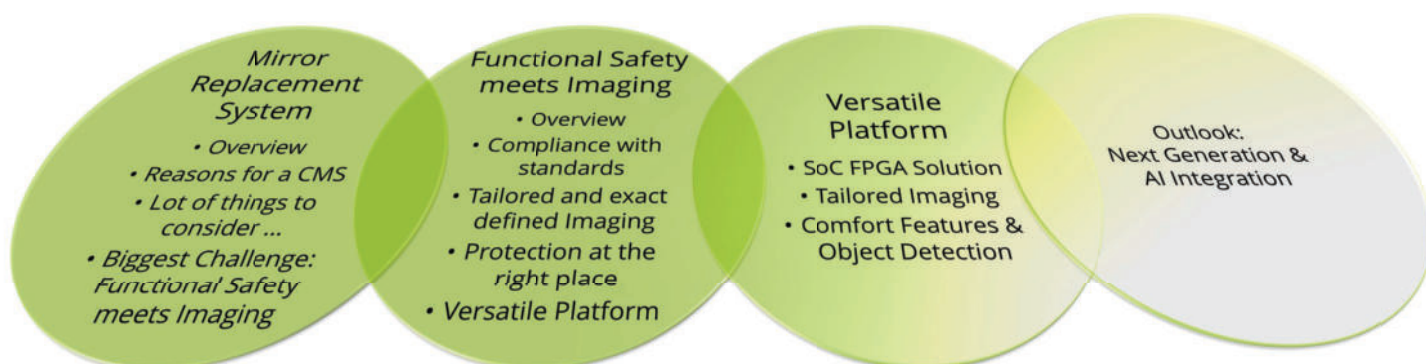 Mirror
Replacement
System
• Overview
• Reasons for a CMS
• Lot of things to
consider ...
• Biggest Challenge:
Functional Safety
meets Imaging
Functional Safety
meets Imaging
• Overview
• Compliance with
standards
• Tailored and exact
defined Imaging
• Protection at the
right place
• Versatile Platform
Versatile
Platform
• SoC FPGA Solution
• Tailored Imaging
• Comfort Features &
Object Detection
Outlook:
Next Generation &
AI Integration